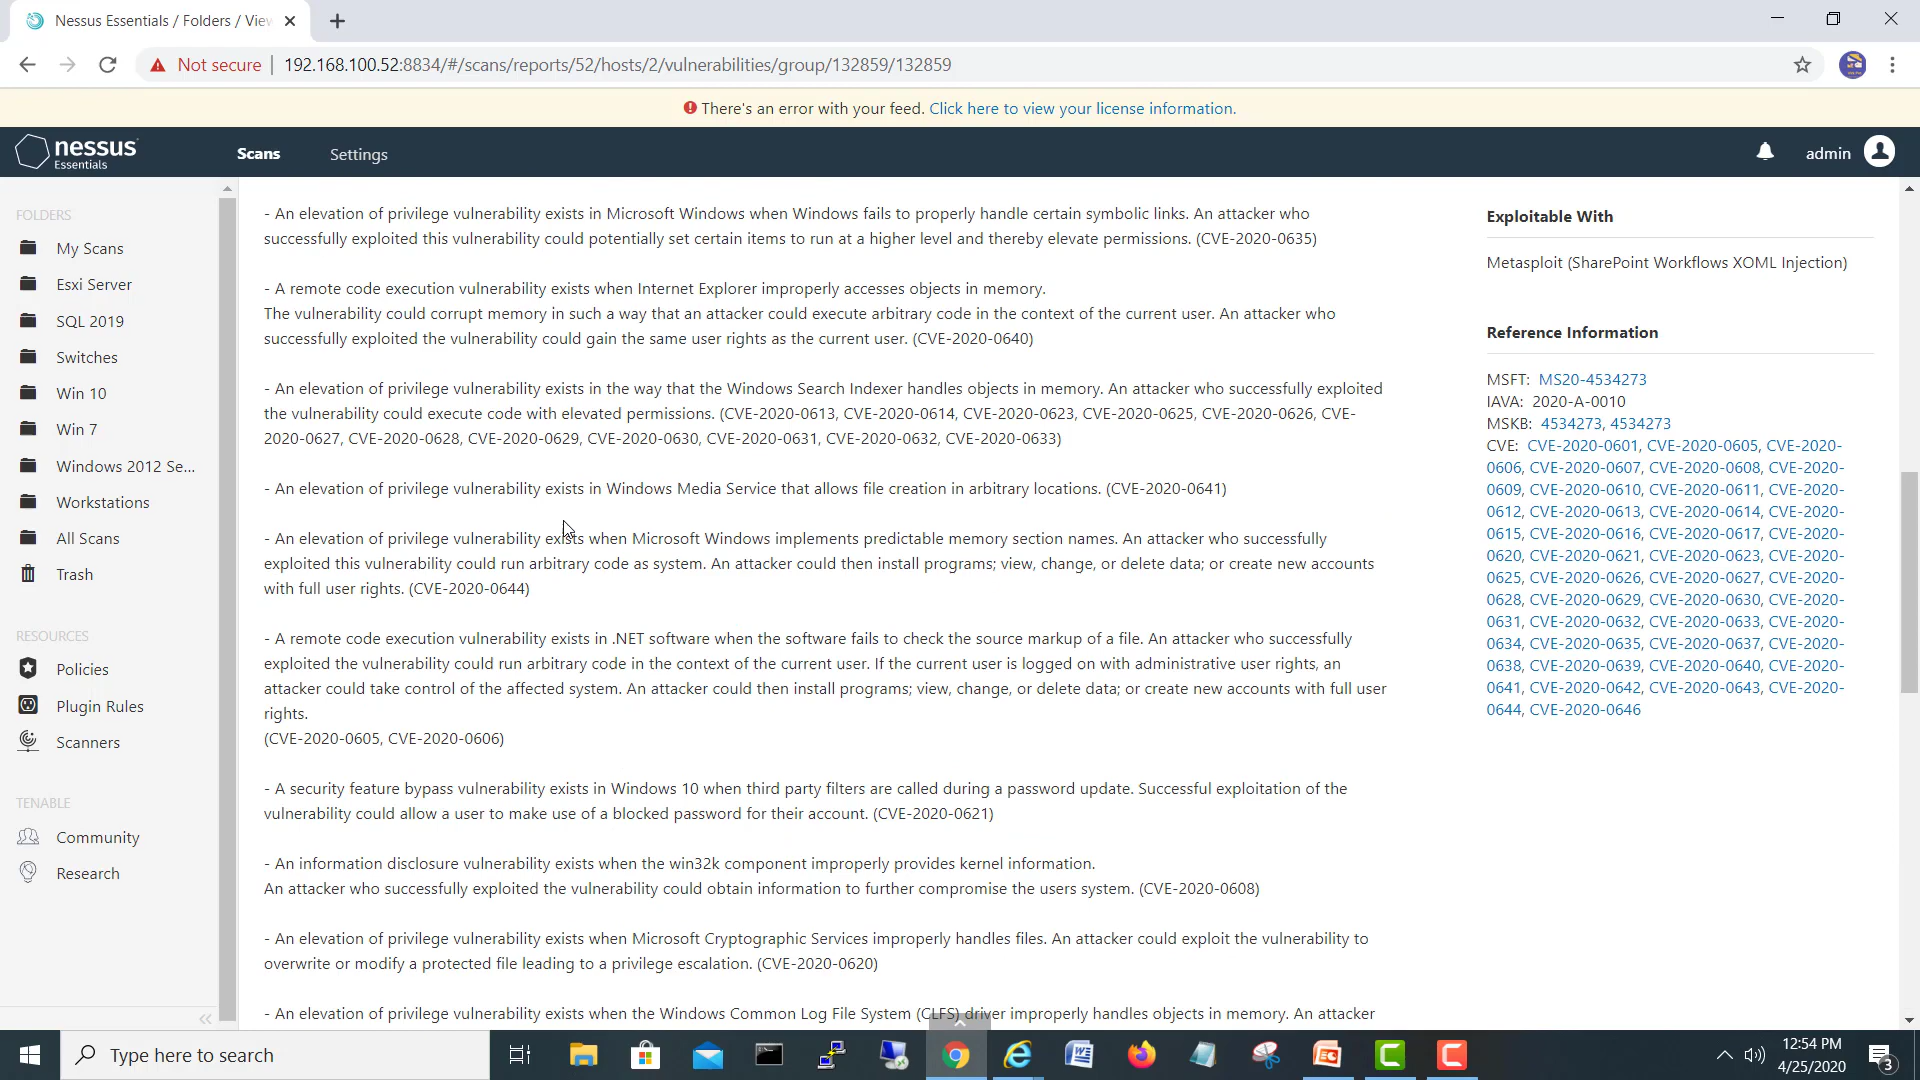 Nessus Essentials / Folders / View
Not secure | 192.168.100.52:8834/#/scans/reports/52/hosts/2/vulnerabilities/group/132859/132859
There's an error with your feed. Click here to view your license information.
nessus
Essentials
Scans
Settings
admin
FOLDERS
My Scans
Esxi Server
SQL 2019
Switches
Win 10
Win 7
Windows 2012 Se...
Workstations
All Scans
Trash
RESOURCES
Policies
Plugin Rules
Scanners
TENABLE
Community
Research
- An elevation of privilege vulnerability exists in Microsoft Windows when Windows fails to properly handle certain symbolic links. An attacker who
successfully exploited this vulnerability could potentially set certain items to run at a higher level and thereby elevate permissions. (CVE-2020-0635)
- A remote code execution vulnerability exists when Internet Explorer improperly accesses objects in memory.
The vulnerability could corrupt memory in such a way that an attacker could execute arbitrary code in the context of the current user. An attacker who
successfully exploited the vulnerability could gain the same user rights as the current user. (CVE-2020-0640)
- An elevation of privilege vulnerability exists in the way that the Windows Search Indexer handles objects in memory. An attacker who successfully exploited
the vulnerability could execute code with elevated permissions. (CVE-2020-0613, CVE-2020-0614, CVE-2020-0623, CVE-2020-0625, CVE-2020-0626, CVE-
2020-0627, CVE-2020-0628, CVE-2020-0629, CVE-2020-0630, CVE-2020-0631, CVE-2020-0632, CVE-2020-0633)
- An elevation of privilege vulnerability exists in Windows Media Service that allows file creation in arbitrary locations. (CVE-2020-0641)
- An elevation of privilege vulnerability exists when Microsoft Windows implements predictable memory section names. An attacker who successfully
exploited this vulnerability could run arbitrary code as system. An attacker could then install programs; view, change, or delete data; or create new accounts
with full user rights. (CVE-2020-0644)
- A remote code execution vulnerability exists in .NET software when the software fails to check the source markup of a file. An attacker who successfully
exploited the vulnerability could run arbitrary code in the context of the current user. If the current user is logged on with administrative user rights, an
attacker could take control of the affected system. An attacker could then install programs; view, change, or delete data; or create new accounts with full user
rights.
(CVE-2020-0605, CVE-2020-0606)
- A security feature bypass vulnerability exists in Windows 10 when third party filters are called during a password update. Successful exploitation of the
vulnerability could allow a user to make use of a blocked password for their account. (CVE-2020-0621)
- An information disclosure vulnerability exists when the win32k component improperly provides kernel information.
An attacker who successfully exploited the vulnerability could obtain information to further compromise the users system. (CVE-2020-0608)
- An elevation of privilege vulnerability exists when Microsoft Cryptographic Services improperly handles files. An attacker could exploit the vulnerability to
overwrite or modify a protected file leading to a privilege escalation. (CVE-2020-0620)
- An elevation of privilege vulnerability exists when the Windows Common Log File System (CLFS) driver improperly handles objects in memory. An attacker
Exploitable With
Metasploit (SharePoint Workflows XOML Injection)
Reference Information
MSFT: MS20-4534273
IAVA: 2020-A-0010
MSKB: 4534273, 4534273
CVE: CVE-2020-0601, CVE-2020-0605, CVE-2020-
0606, CVE-2020-0607, CVE-2020-0608, CVE-2020-
0609, CVE-2020-0610, CVE-2020-0611, CVE-2020-
0612, CVE-2020-0613, CVE-2020-0614, CVE-2020-
0615, CVE-2020-0616, CVE-2020-0617, CVE-2020-
0620, CVE-2020-0621, CVE-2020-0623, CVE-2020-
0625, CVE-2020-0626, CVE-2020-0627, CVE-2020-
0628, CVE-2020-0629, CVE-2020-0630, CVE-2020-
0631, CVE-2020-0632, CVE-2020-0633, CVE-2020-
0634, CVE-2020-0635, CVE-2020-0637, CVE-2020-
0638, CVE-2020-0639, CVE-2020-0640, CVE-2020-
0641, CVE-2020-0642, CVE-2020-0643, CVE-2020-
0644, CVE-2020-0646
Type here to search
12:54 PM
4/25/2020
3